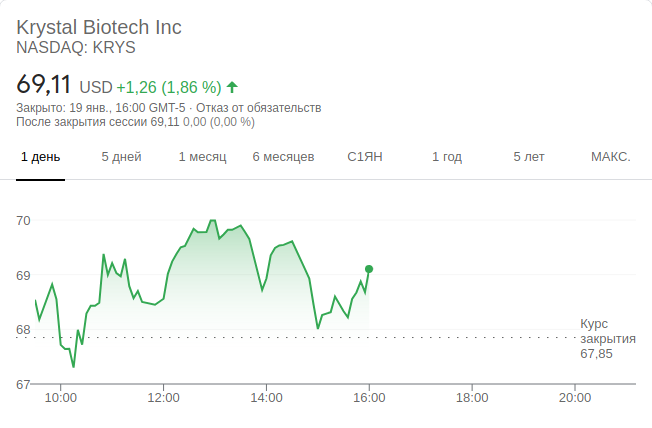 Krystal Biotech Inc
NASDAQ: KRYS
69,11 USD +1,26 (1,86 %)
Закрыто: 19 янв., 16:00 GMT-5 · Отказ от обязательств
После закрытия сессии 69,11 0,00 (0,00 %)
1 день 5 дней 1 месяц 6 месяцев С1ЯН 1 год 5 лет МАКС.
70
69
68
Курс
закрытия
67,85
67
10:00 12:00 14:00 16:00 18:00 20:00